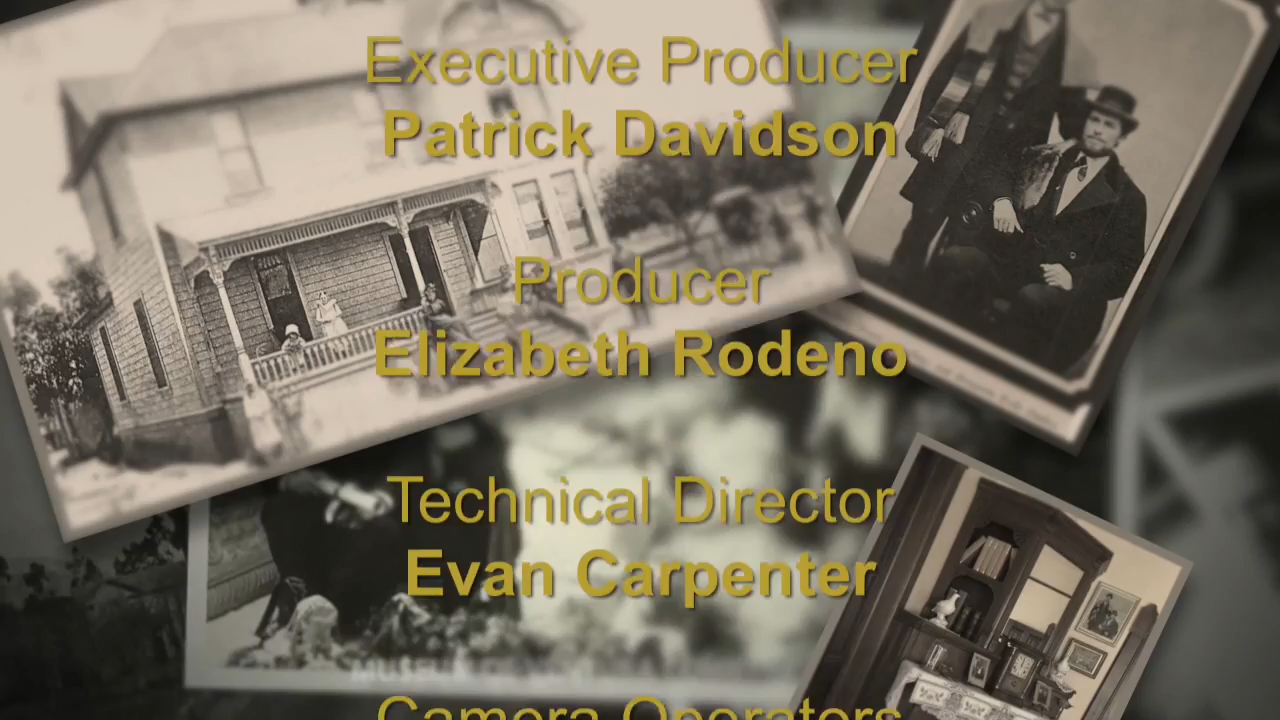 Executive Producer
Patrick Davidson
Producer
Elizabeth Rodeno
Technical Director
Evan Carpenter
Camera Operators